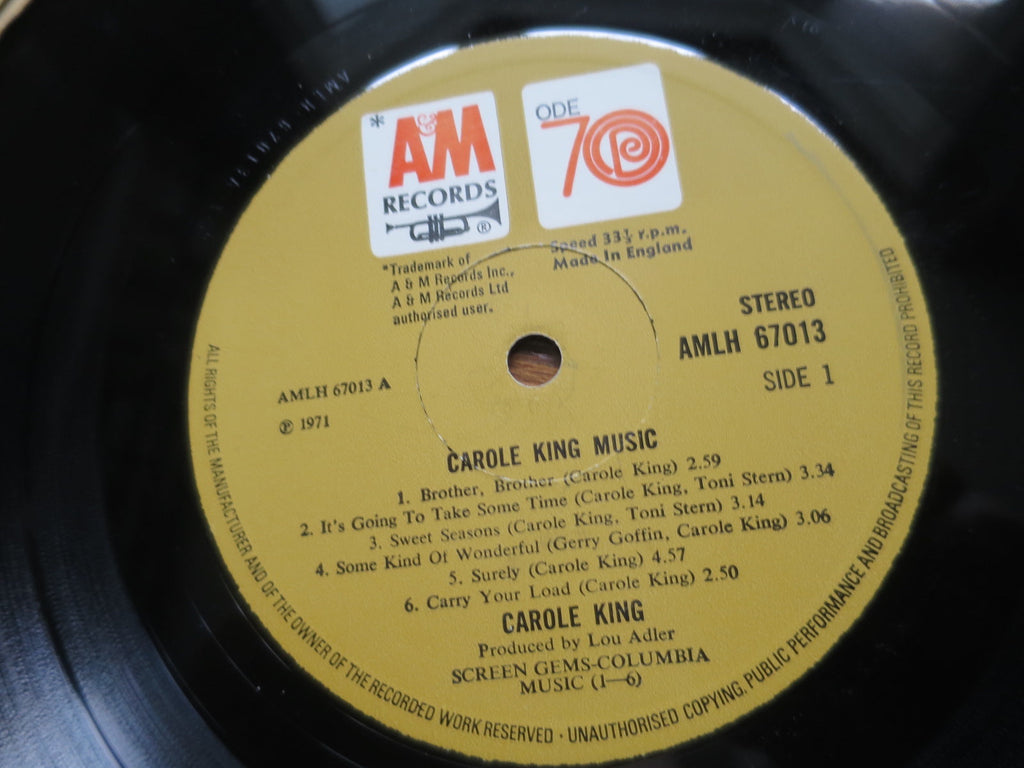 *
A&M
RECORDS
®
ODE
70
*Trademark of
A & M Records Inc.,
A & M Records Ltd
authorised user.
Speed 33⅓ r.p.m.
Made In England
STEREO
AMLH 67013
SIDE 1
AMLH 67013 A
℗ 1971
CAROLE KING MUSIC
1. Brother, Brother (Carole King) 2.59
2. It's Going To Take Some Time (Carole King, Toni Stern) 3.34
3. Sweet Seasons (Carole King, Toni Stern) 3.14
4. Some Kind Of Wonderful (Gerry Goffin, Carole King) 3.06
5. Surely (Carole King) 4.57
6. Carry Your Load (Carole King) 2.50
CAROLE KING
Produced by Lou Adler
SCREEN GEMS-COLUMBIA
MUSIC (1—6)
ALL RIGHTS OF THE MANUFACTURER AND OF THE OWNER OF THE RECORDED WORK RESERVED · UNAUTHORISED COPYING, PUBLIC PERFORMANCE AND BROADCASTING OF THIS RECORD PROHIBITED